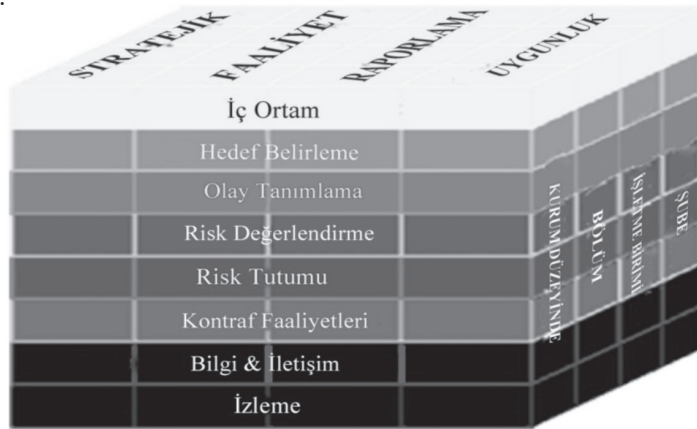 .
STRATEJİK
FAALİYET
RAPORLAMA
UYGUNLUK
İç Ortam
Hedef Belirleme
Olay Tanımlama
Risk Değerlendirme
Risk Tutumu
Kontraf Faaliyetleri
Bilgi & İletişim
İzleme
KURUM DÜZEYİNDE
BÖLÜM
İŞLETME BİRİMİ
ŞUBE